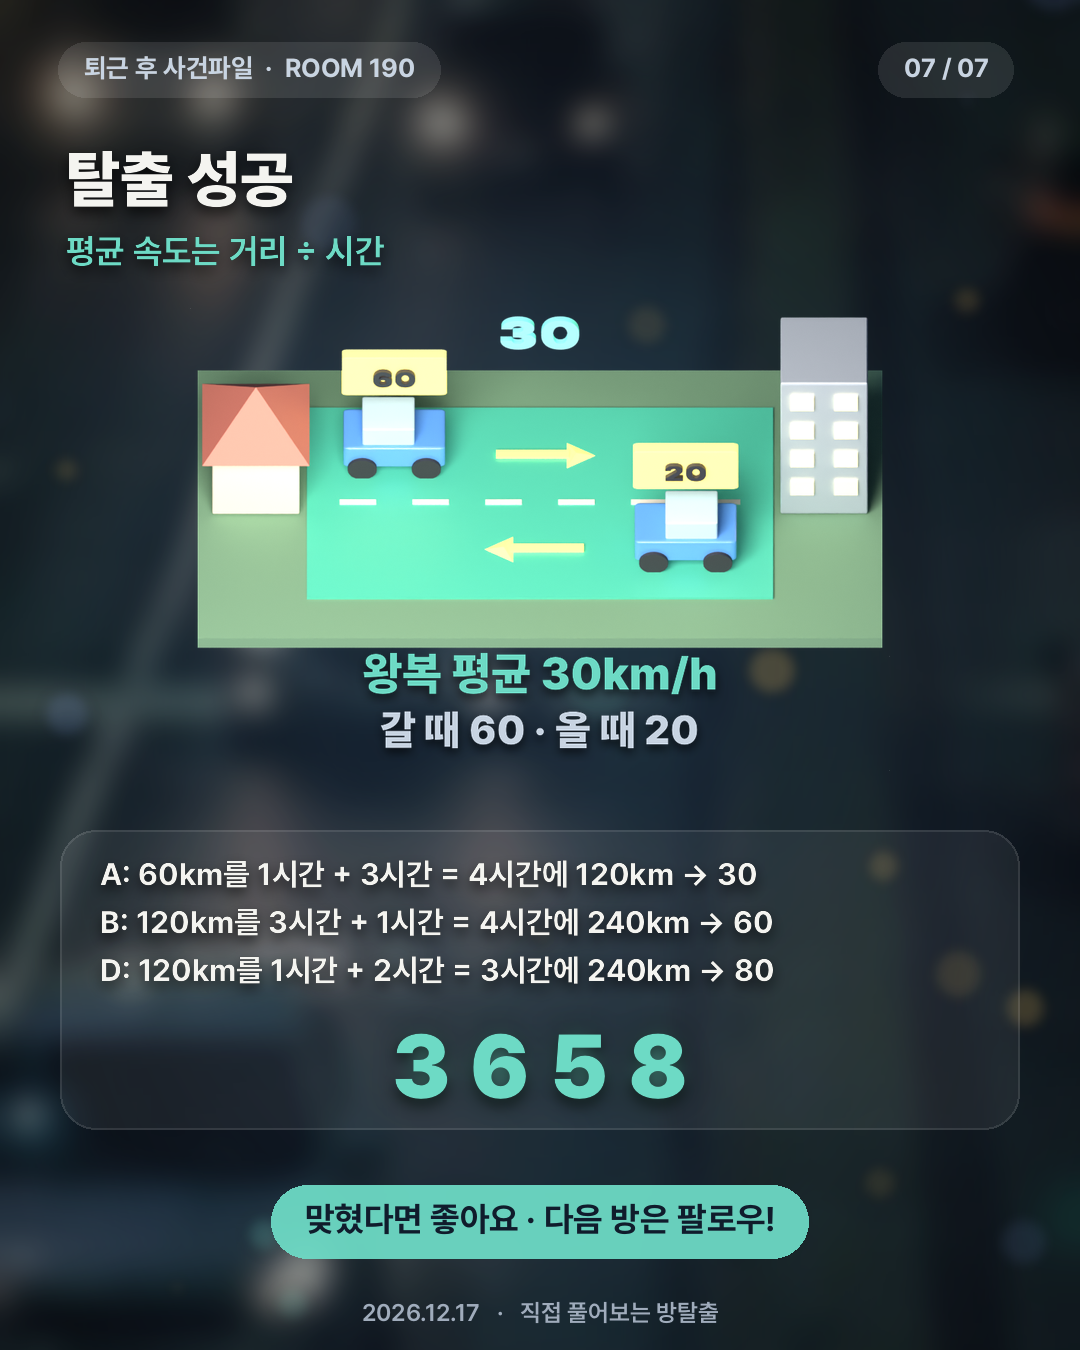 퇴근 후 사건파일 · ROOM 190
07 / 07
탈출 성공
평균 속도는 거리 ÷ 시간
30
60
20
왕복 평균 30km/h
갈 때 60 · 올 때 20
A: 60km를 1시간 + 3시간 = 4시간에 120km → 30
B: 120km를 3시간 + 1시간 = 4시간에 240km → 60
D: 120km를 1시간 + 2시간 = 3시간에 240km → 80
3 6 5 8
맞혔다면 좋아요 · 다음 방은 팔로우!
2026.12.17 · 직접 풀어보는 방탈출